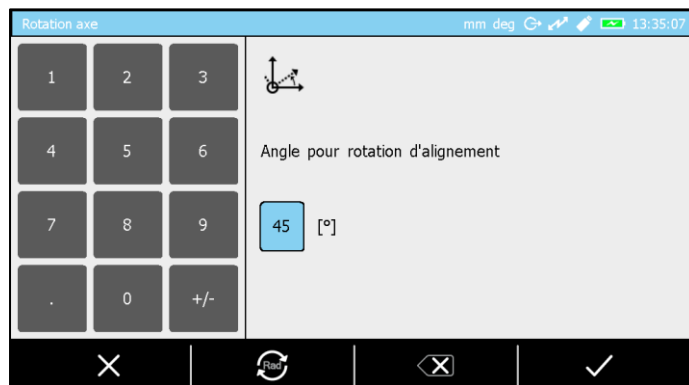 Rotation axe
mm deg 13:35:07
1 2 3
4 5 6
7 8 9
. 0 +/-
Angle pour rotation d'alignement
45 [°]
Rad